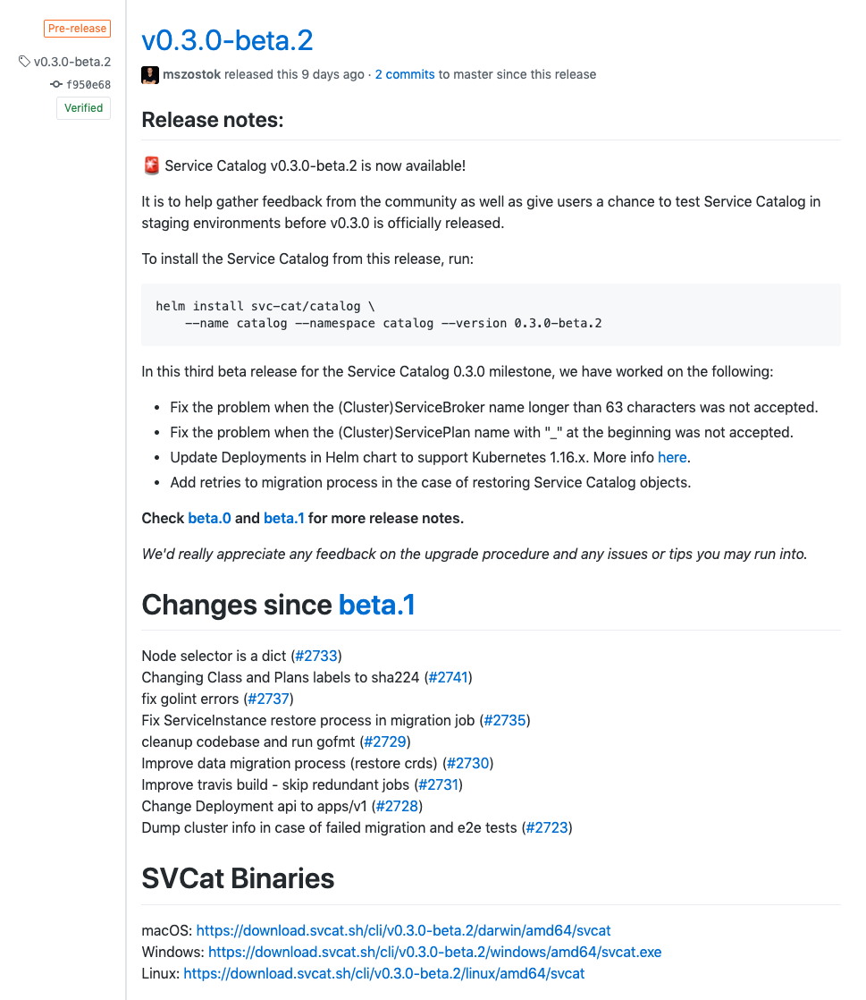 Pre-release
v0.3.0-beta.2
f950e68
Verified
v0.3.0-beta.2
mszostok released this 9 days ago · 2 commits to master since this release
Release notes:
🚨 Service Catalog v0.3.0-beta.2 is now available!
It is to help gather feedback from the community as well as give users a chance to test Service Catalog in
staging environments before v0.3.0 is officially released.
To install the Service Catalog from this release, run:
helm install svc-cat/catalog \
    --name catalog --namespace catalog --version 0.3.0-beta.2
In this third beta release for the Service Catalog 0.3.0 milestone, we have worked on the following:
• Fix the problem when the (Cluster)ServiceBroker name longer than 63 characters was not accepted.
• Fix the problem when the (Cluster)ServicePlan name with "_" at the beginning was not accepted.
• Update Deployments in Helm chart to support Kubernetes 1.16.x. More info here.
• Add retries to migration process in the case of restoring Service Catalog objects.
Check beta.0 and beta.1 for more release notes.
We'd really appreciate any feedback on the upgrade procedure and any issues or tips you may run into.
Changes since beta.1
Node selector is a dict (#2733)
Changing Class and Plans labels to sha224 (#2741)
fix golint errors (#2737)
Fix ServiceInstance restore process in migration job (#2735)
cleanup codebase and run gofmt (#2729)
Improve data migration process (restore crds) (#2730)
Improve travis build - skip redundant jobs (#2731)
Change Deployment api to apps/v1 (#2728)
Dump cluster info in case of failed migration and e2e tests (#2723)
SVCat Binaries
macOS: https://download.svcat.sh/cli/v0.3.0-beta.2/darwin/amd64/svcat
Windows: https://download.svcat.sh/cli/v0.3.0-beta.2/windows/amd64/svcat.exe
Linux: https://download.svcat.sh/cli/v0.3.0-beta.2/linux/amd64/svcat